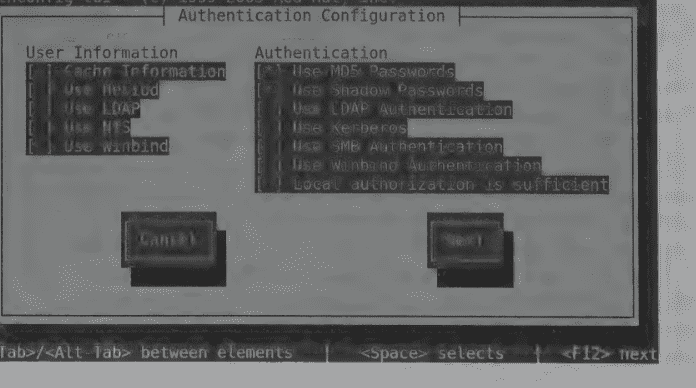 Authentication Configuration
User Information
Authentication
[ ] Cache Information
[*] Use MD5 Passwords
[ ] Use Hesiod
[*] Use Shadow Passwords
[ ] Use LDAP
[ ] Use LDAP Authentication
[ ] Use NIS
[ ] Use Kerberos
[ ] Use Winbind
[ ] Use SMB Authentication
[ ] Use Winbind Authentication
[ ] Local authorization is sufficient
Cancel
Next
Tab>/<Alt-Tab> between elements | <Space> selects | <F12> next